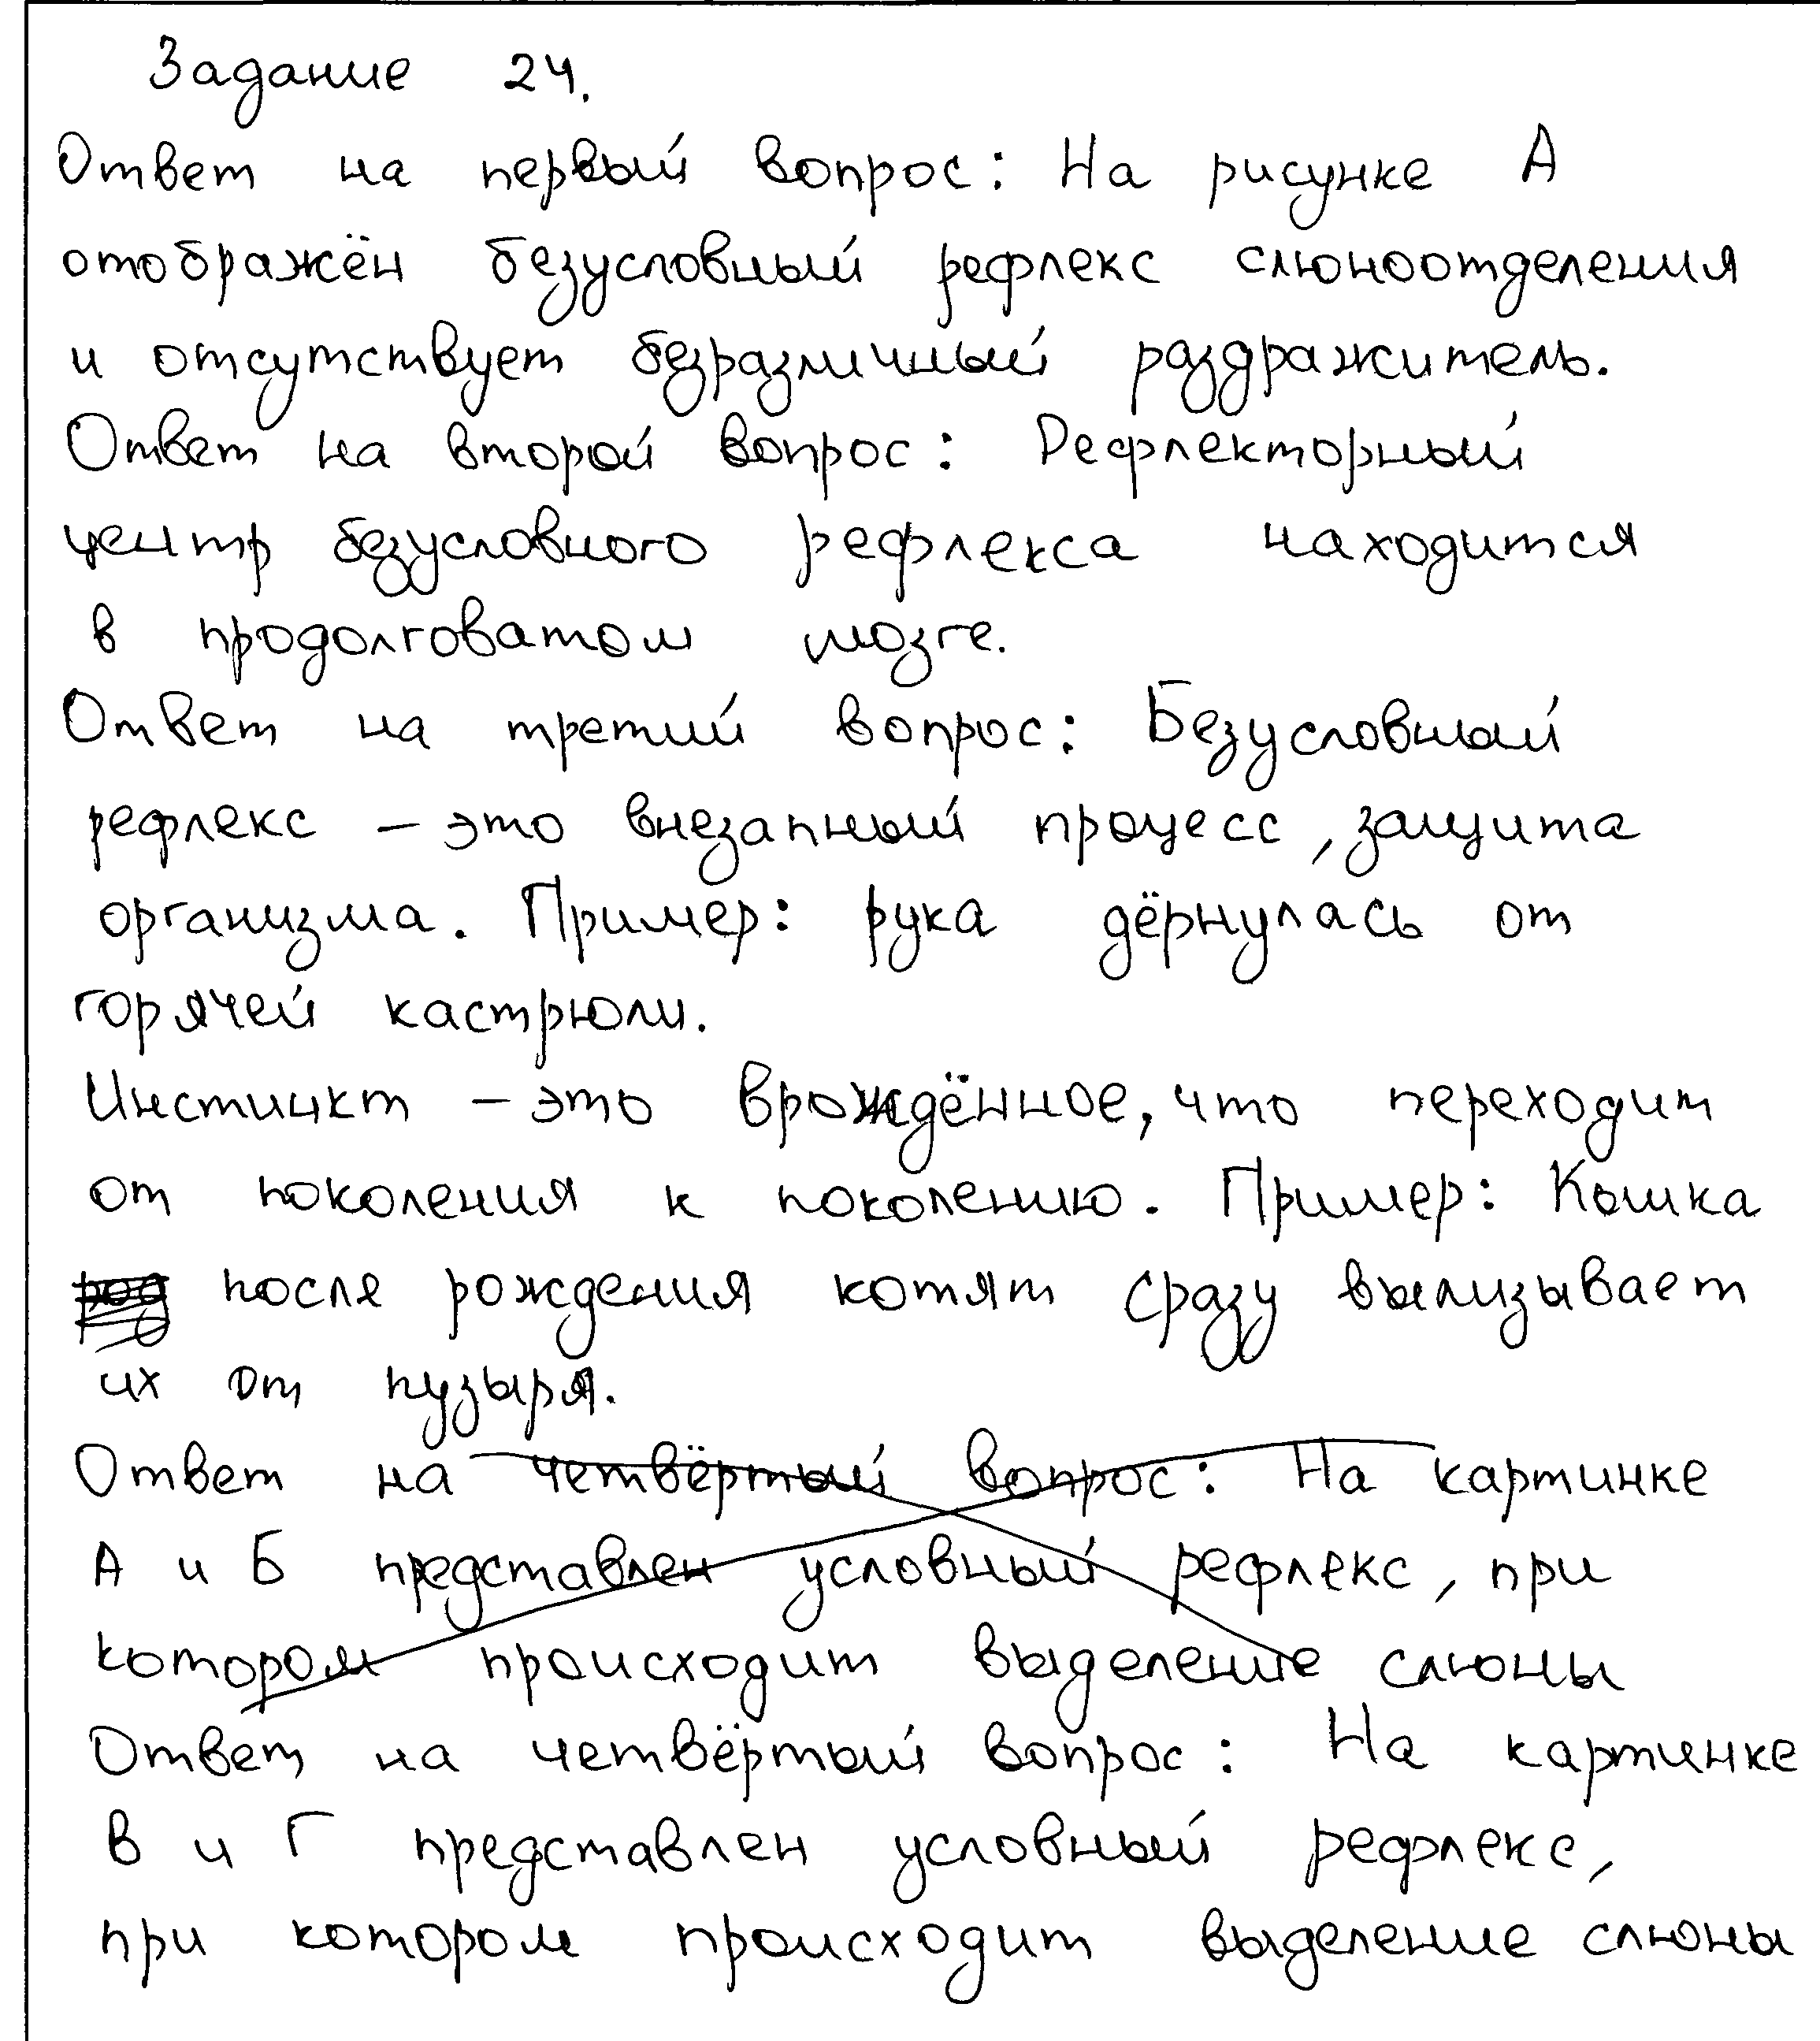 Задание 24.
Ответ на первый вопрос: На рисунке А
отображён безусловный рефлекс слюноотделения
и отсутствует безразличный раздражитель.
Ответ на второй вопрос: Рефлекторный
центр безусловного рефлекса находится
в продолговатом мозге.
Ответ на третий вопрос: Безусловный
рефлекс – это внезапный процесс, защита
организма. Пример: рука дёрнулась от
горячей кастрюли.
Инстинкт – это врождённое, что переходит
от поколения к поколению. Пример: Кошка
род после рождения котят сразу вылизывает
их от пузыря.
Ответ на четвёртый вопрос: На картинке
А и Б представлен условный рефлекс, при
котором происходит выделение слюны
Ответ на четвёртый вопрос: На картинке
В и Г представлен условный рефлекс,
при котором происходит выделение слюны